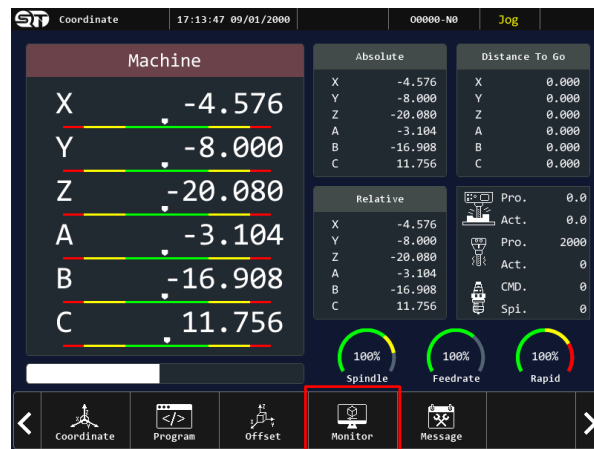 Coordinate 17:13:47 09/01/2000 O0000-N0 Jog
Machine
X -4.576
Y -8.000
Z -20.080
A -3.104
B -16.908
C 11.756
Absolute
X -4.576
Y -8.000
Z -20.080
A -3.104
B -16.908
C 11.756
Distance To Go
X 0.000
Y 0.000
Z 0.000
A 0.000
B 0.000
C 0.000
Relative
X -4.576
Y -8.000
Z -20.080
A -3.104
B -16.908
C 11.756
Pro. 0.0
Act. 0.0
Pro. 2000
Act. 0
CMD. 0
Spi. 0
100% 100% 100%
Spindle Feedrate Rapid
Coordinate Program Offset Monitor Message